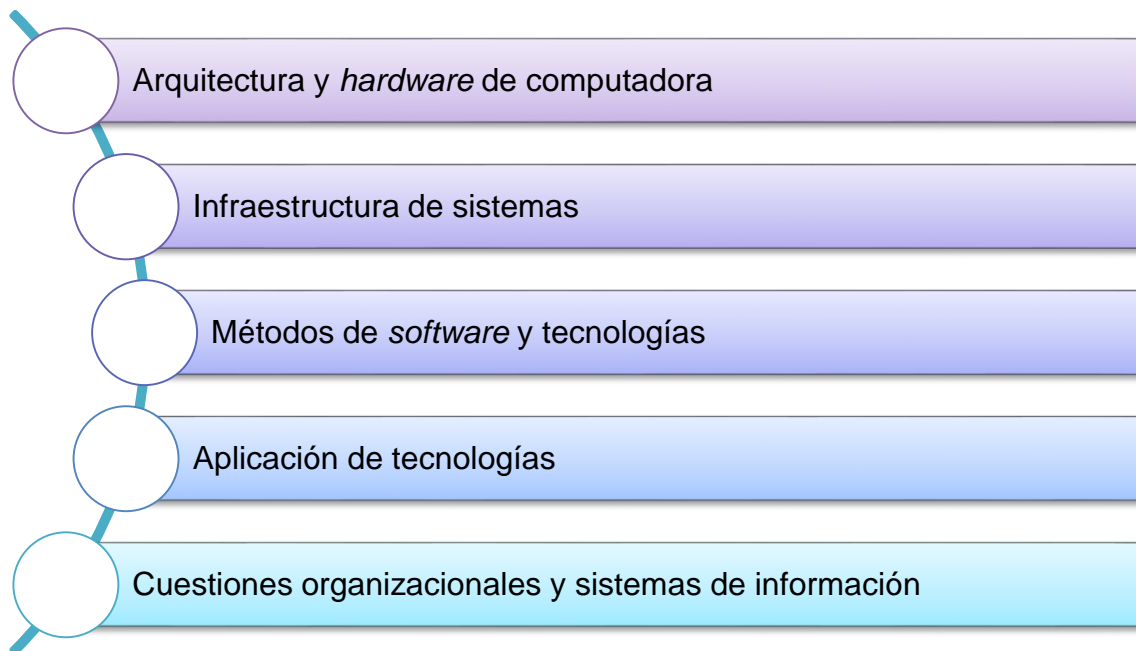 Arquitectura y hardware de computadora
Infraestructura de sistemas
Métodos de software y tecnologías
Aplicación de tecnologías
Cuestiones organizacionales y sistemas de información